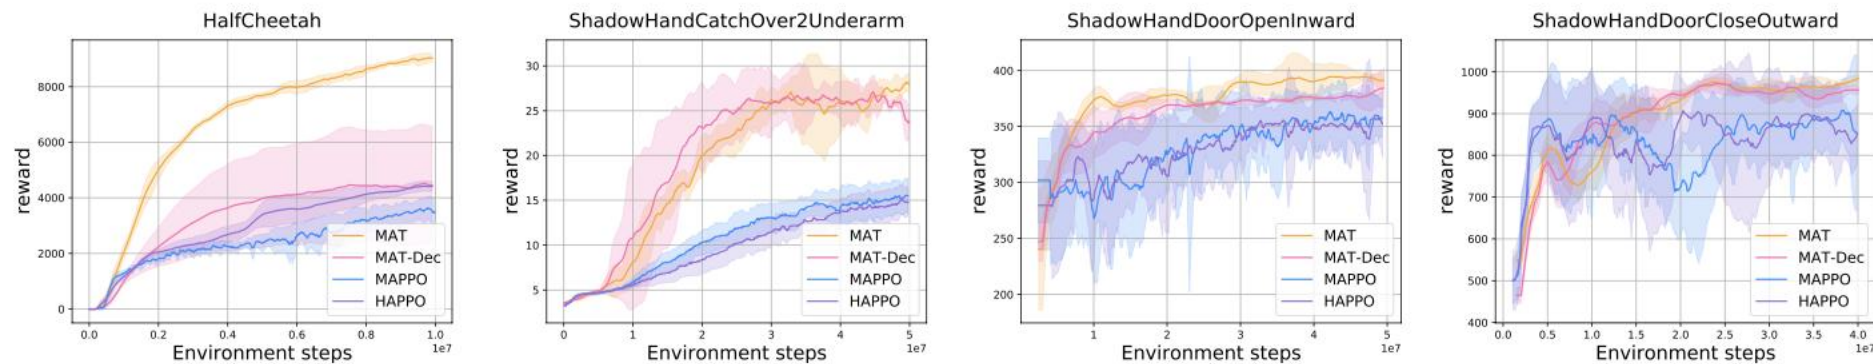 HalfCheetah
reward
8000
6000
4000
2000
0
0.0 0.2 0.4 0.6 0.8 1.0
1e7
Environment steps
MAT
MAT-Dec
MAPPO
HAPPO
ShadowHandCatchOver2Underarm
reward
30
25
20
15
10
5
0 1 2 3 4 5
1e7
Environment steps
MAT
MAT-Dec
MAPPO
HAPPO
ShadowHandDoorOpenInward
reward
400
350
300
250
200
1 2 3 4 5
1e7
Environment steps
MAT
MAT-Dec
MAPPO
HAPPO
ShadowHandDoorCloseOutward
reward
1000
900
800
700
600
500
400
0.5 1.0 1.5 2.0 2.5 3.0 3.5 4.0
1e7
Environment steps
MAT
MAT-Dec
MAPPO
HAPPO